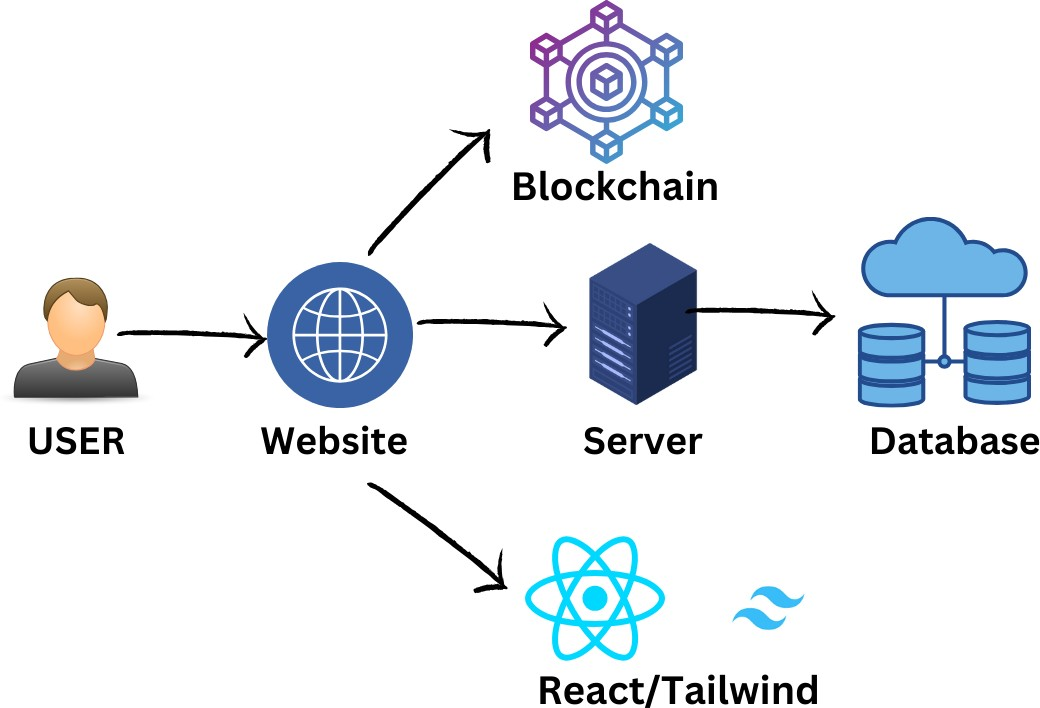 Blockchain
USER
Website
Server
Database
React/Tailwind